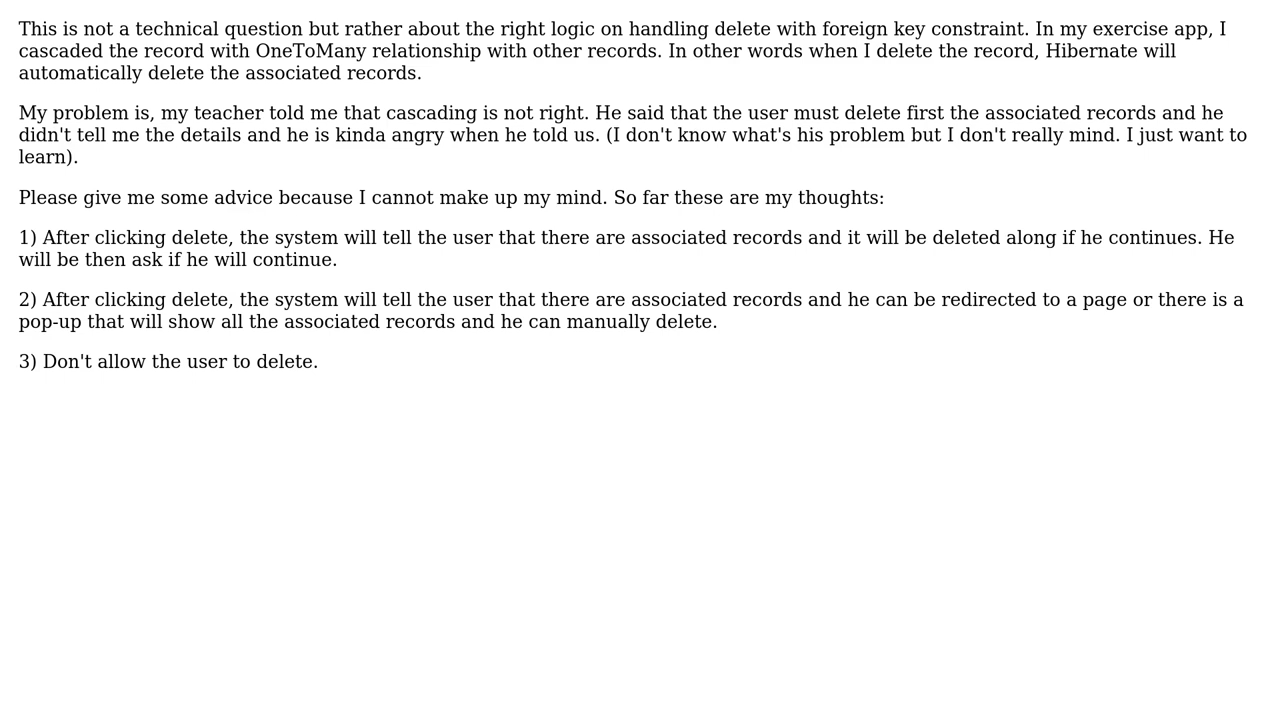 This is not a technical question but rather about the right logic on handling delete with foreign key constraint. In my exercise app, I
cascaded the record with OneToMany relationship with other records. In other words when I delete the record, Hibernate will
automatically delete the associated records.
My problem is, my teacher told me that cascading is not right. He said that the user must delete first the associated records and he
didn't tell me the details and he is kinda angry when he told us. (I don't know what's his problem but I don't really mind. I just want to
learn).
Please give me some advice because I cannot make up my mind. So far these are my thoughts:
1) After clicking delete, the system will tell the user that there are associated records and it will be deleted along if he continues. He
will be then ask if he will continue.
2) After clicking delete, the system will tell the user that there are associated records and he can be redirected to a page or there is a
pop-up that will show all the associated records and he can manually delete.
3) Don't allow the user to delete.